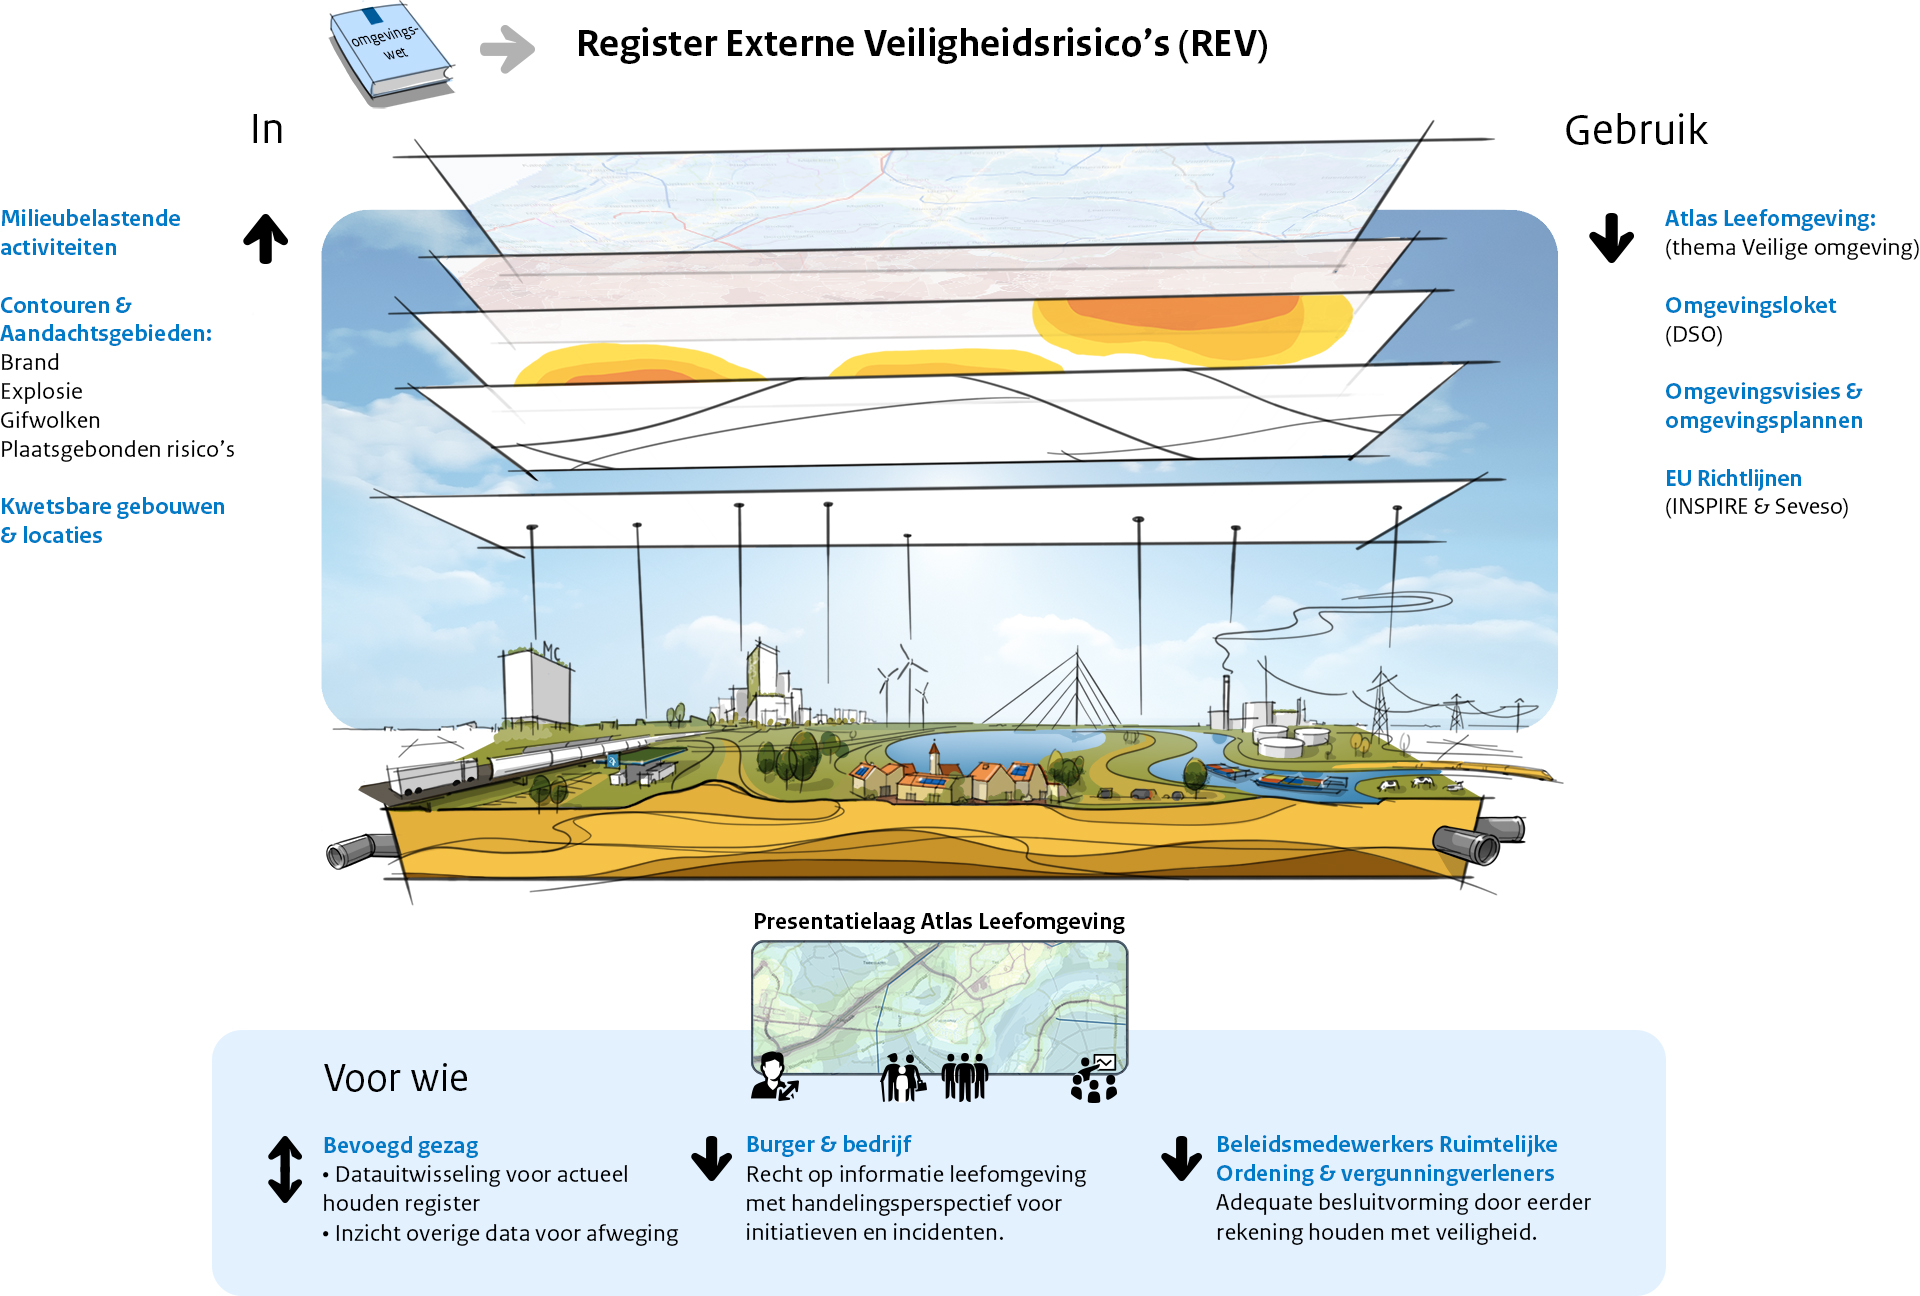 omgevings-
wet
Register Externe Veiligheidsrisico’s (REV)
In
Milieubelastende
activiteiten
Contouren &
Aandachtsgebieden:
Brand
Explosie
Gifwolken
Plaatsgebonden risico’s
Kwetsbare gebouwen
& locaties
Gebruik
Atlas Leefomgeving:
(thema Veilige omgeving)
Omgevingsloket
(DSO)
Omgevingsvisies &
omgevingsplannen
EU Richtlijnen
(INSPIRE & Seveso)
MC
Presentatielaag Atlas Leefomgeving
Voor wie
Bevoegd gezag
• Datauitwisseling voor actueel
houden register
• Inzicht overige data voor afweging
Burger & bedrijf
Recht op informatie leefomgeving
met handelingsperspectief voor
initiatieven en incidenten.
Beleidsmedewerkers Ruimtelijke
Ordening & vergunningverleners
Adequate besluitvorming door eerder
rekening houden met veiligheid.